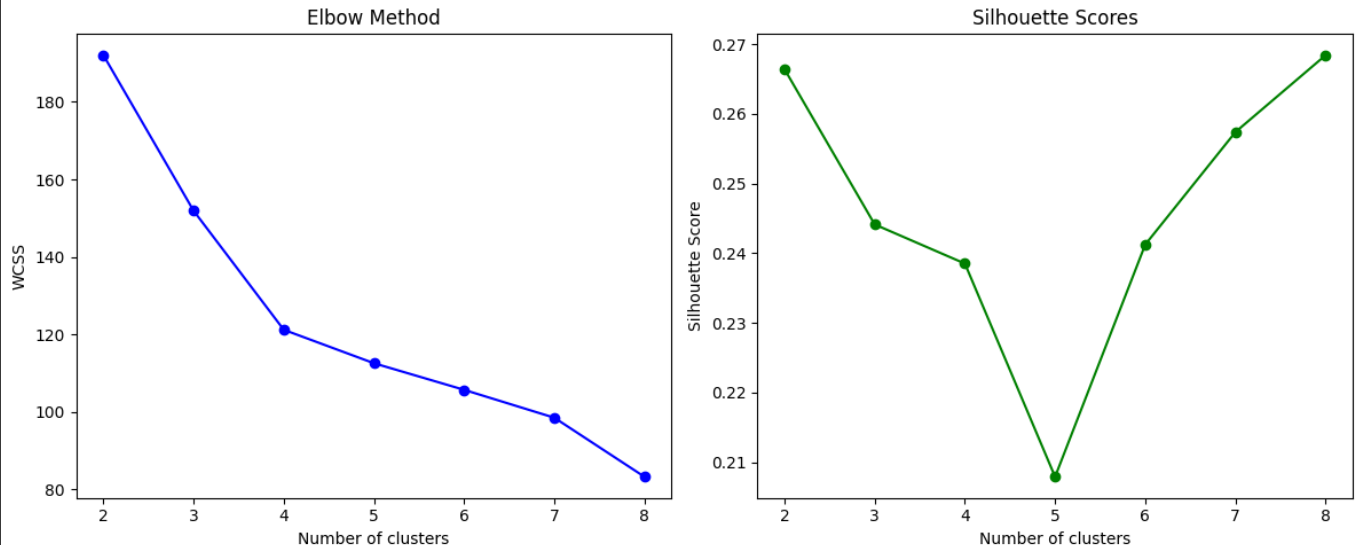 Elbow Method
180
160
140
120
100
80
WCSS
2 3 4 5 6 7 8
Number of clusters
Silhouette Scores
0.27
0.26
0.25
0.24
0.23
0.22
0.21
Silhouette Score
2 3 4 5 6 7 8
Number of clusters